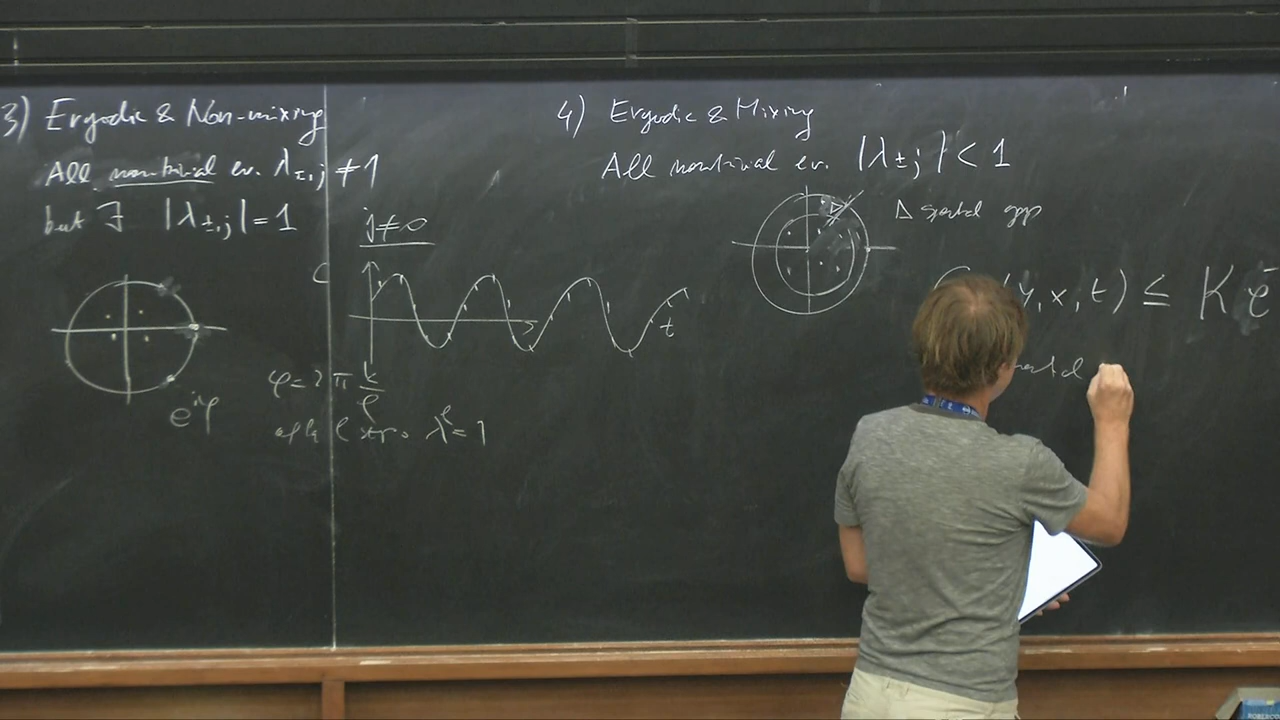 3) Ergodic & Non-mixing
All nontrivial ev. λ±,j ≠ 1
but ∃ |λ±,j| = 1
j ≠ 0
C
t
e^iφ
φ = 2π k/ℓ
after ℓ λ^ℓ = 1
4) Ergodic & Mixing
All nontrivial ev. |λ±,j| < 1
Δ
Δ spectral gap
(y, x, t) ≤ K e^-